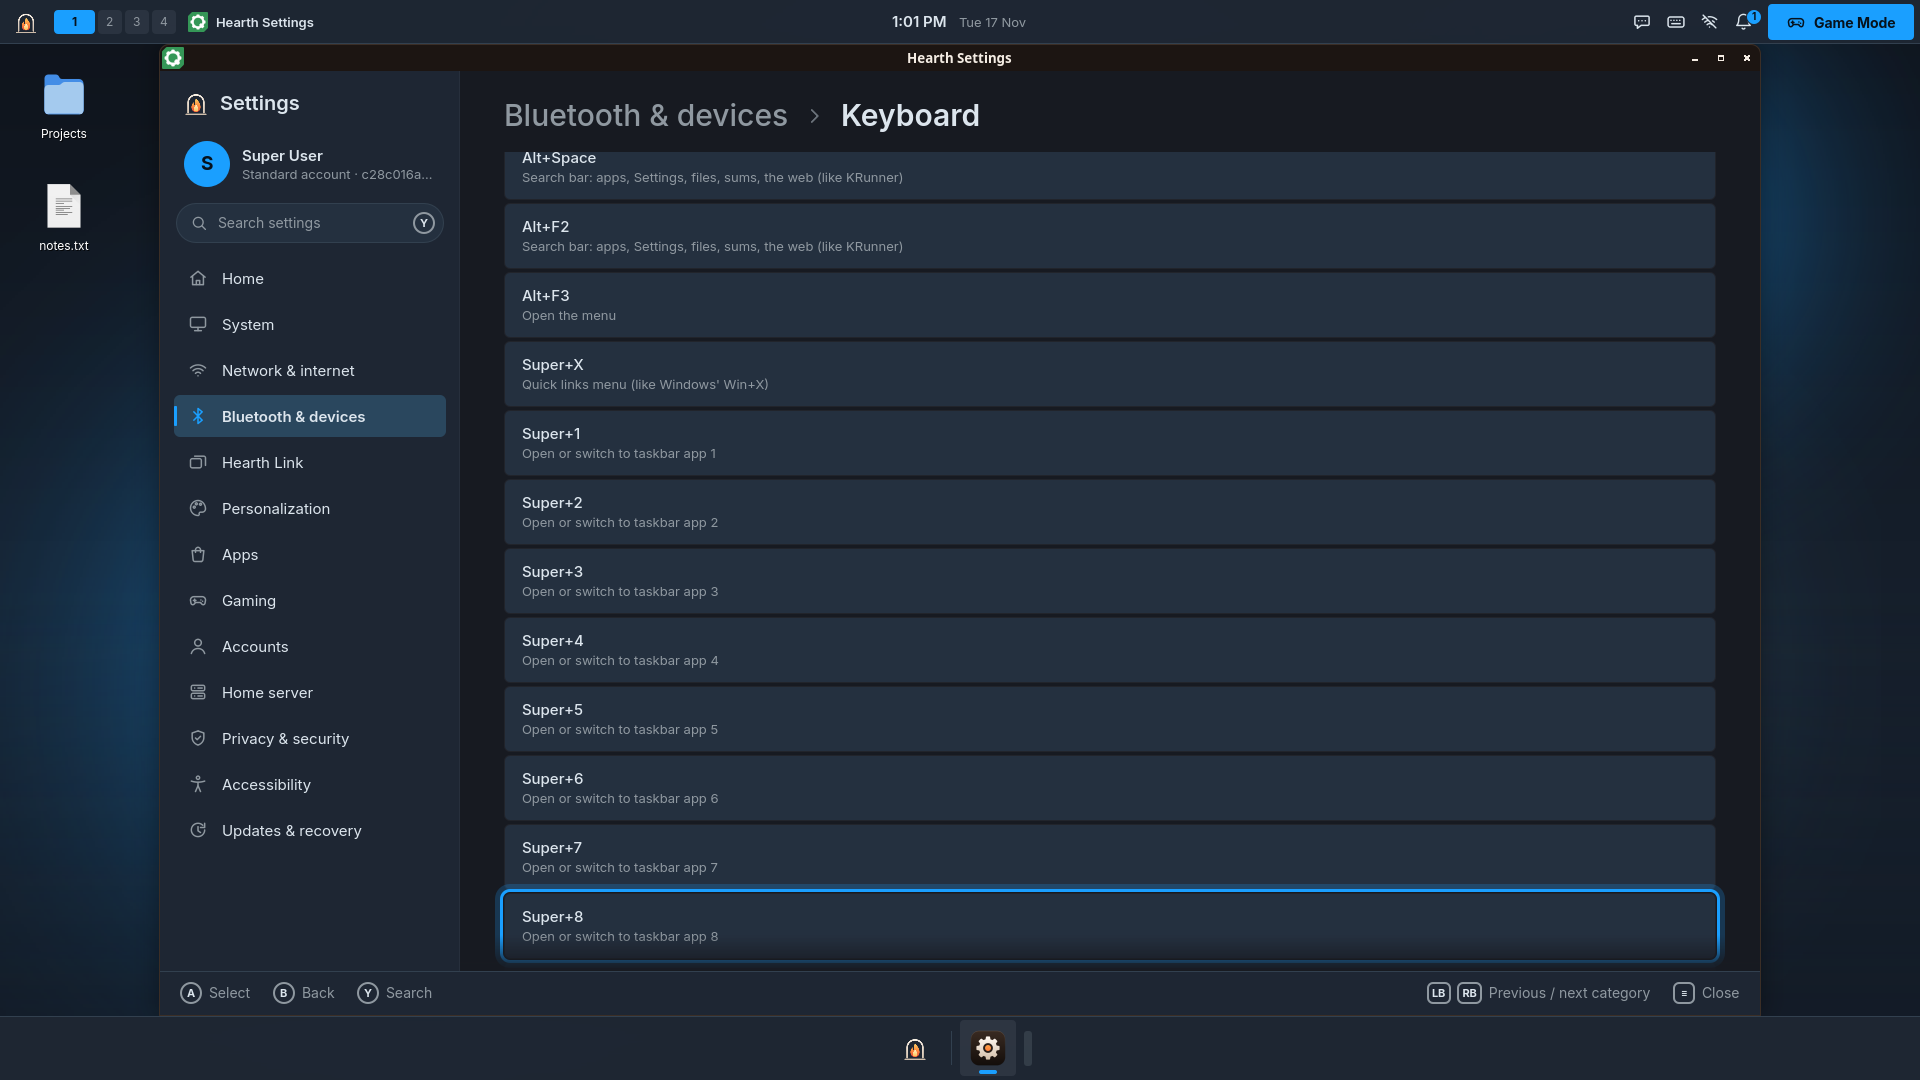 1 2 3 4 Hearth Settings 1:01 PM Tue 17 Nov 1 Game Mode
Hearth Settings
Projects
notes.txt
Settings
S
Super User
Standard account · c28c016a...
Search settings Y
Home
System
Network & internet
Bluetooth & devices
Hearth Link
Personalization
Apps
Gaming
Accounts
Home server
Privacy & security
Accessibility
Updates & recovery
Bluetooth & devices > Keyboard
Alt+Space
Search bar: apps, Settings, files, sums, the web (like KRunner)
Alt+F2
Search bar: apps, Settings, files, sums, the web (like KRunner)
Alt+F3
Open the menu
Super+X
Quick links menu (like Windows' Win+X)
Super+1
Open or switch to taskbar app 1
Super+2
Open or switch to taskbar app 2
Super+3
Open or switch to taskbar app 3
Super+4
Open or switch to taskbar app 4
Super+5
Open or switch to taskbar app 5
Super+6
Open or switch to taskbar app 6
Super+7
Open or switch to taskbar app 7
Super+8
Open or switch to taskbar app 8
A Select B Back Y Search LB RB Previous / next category Close